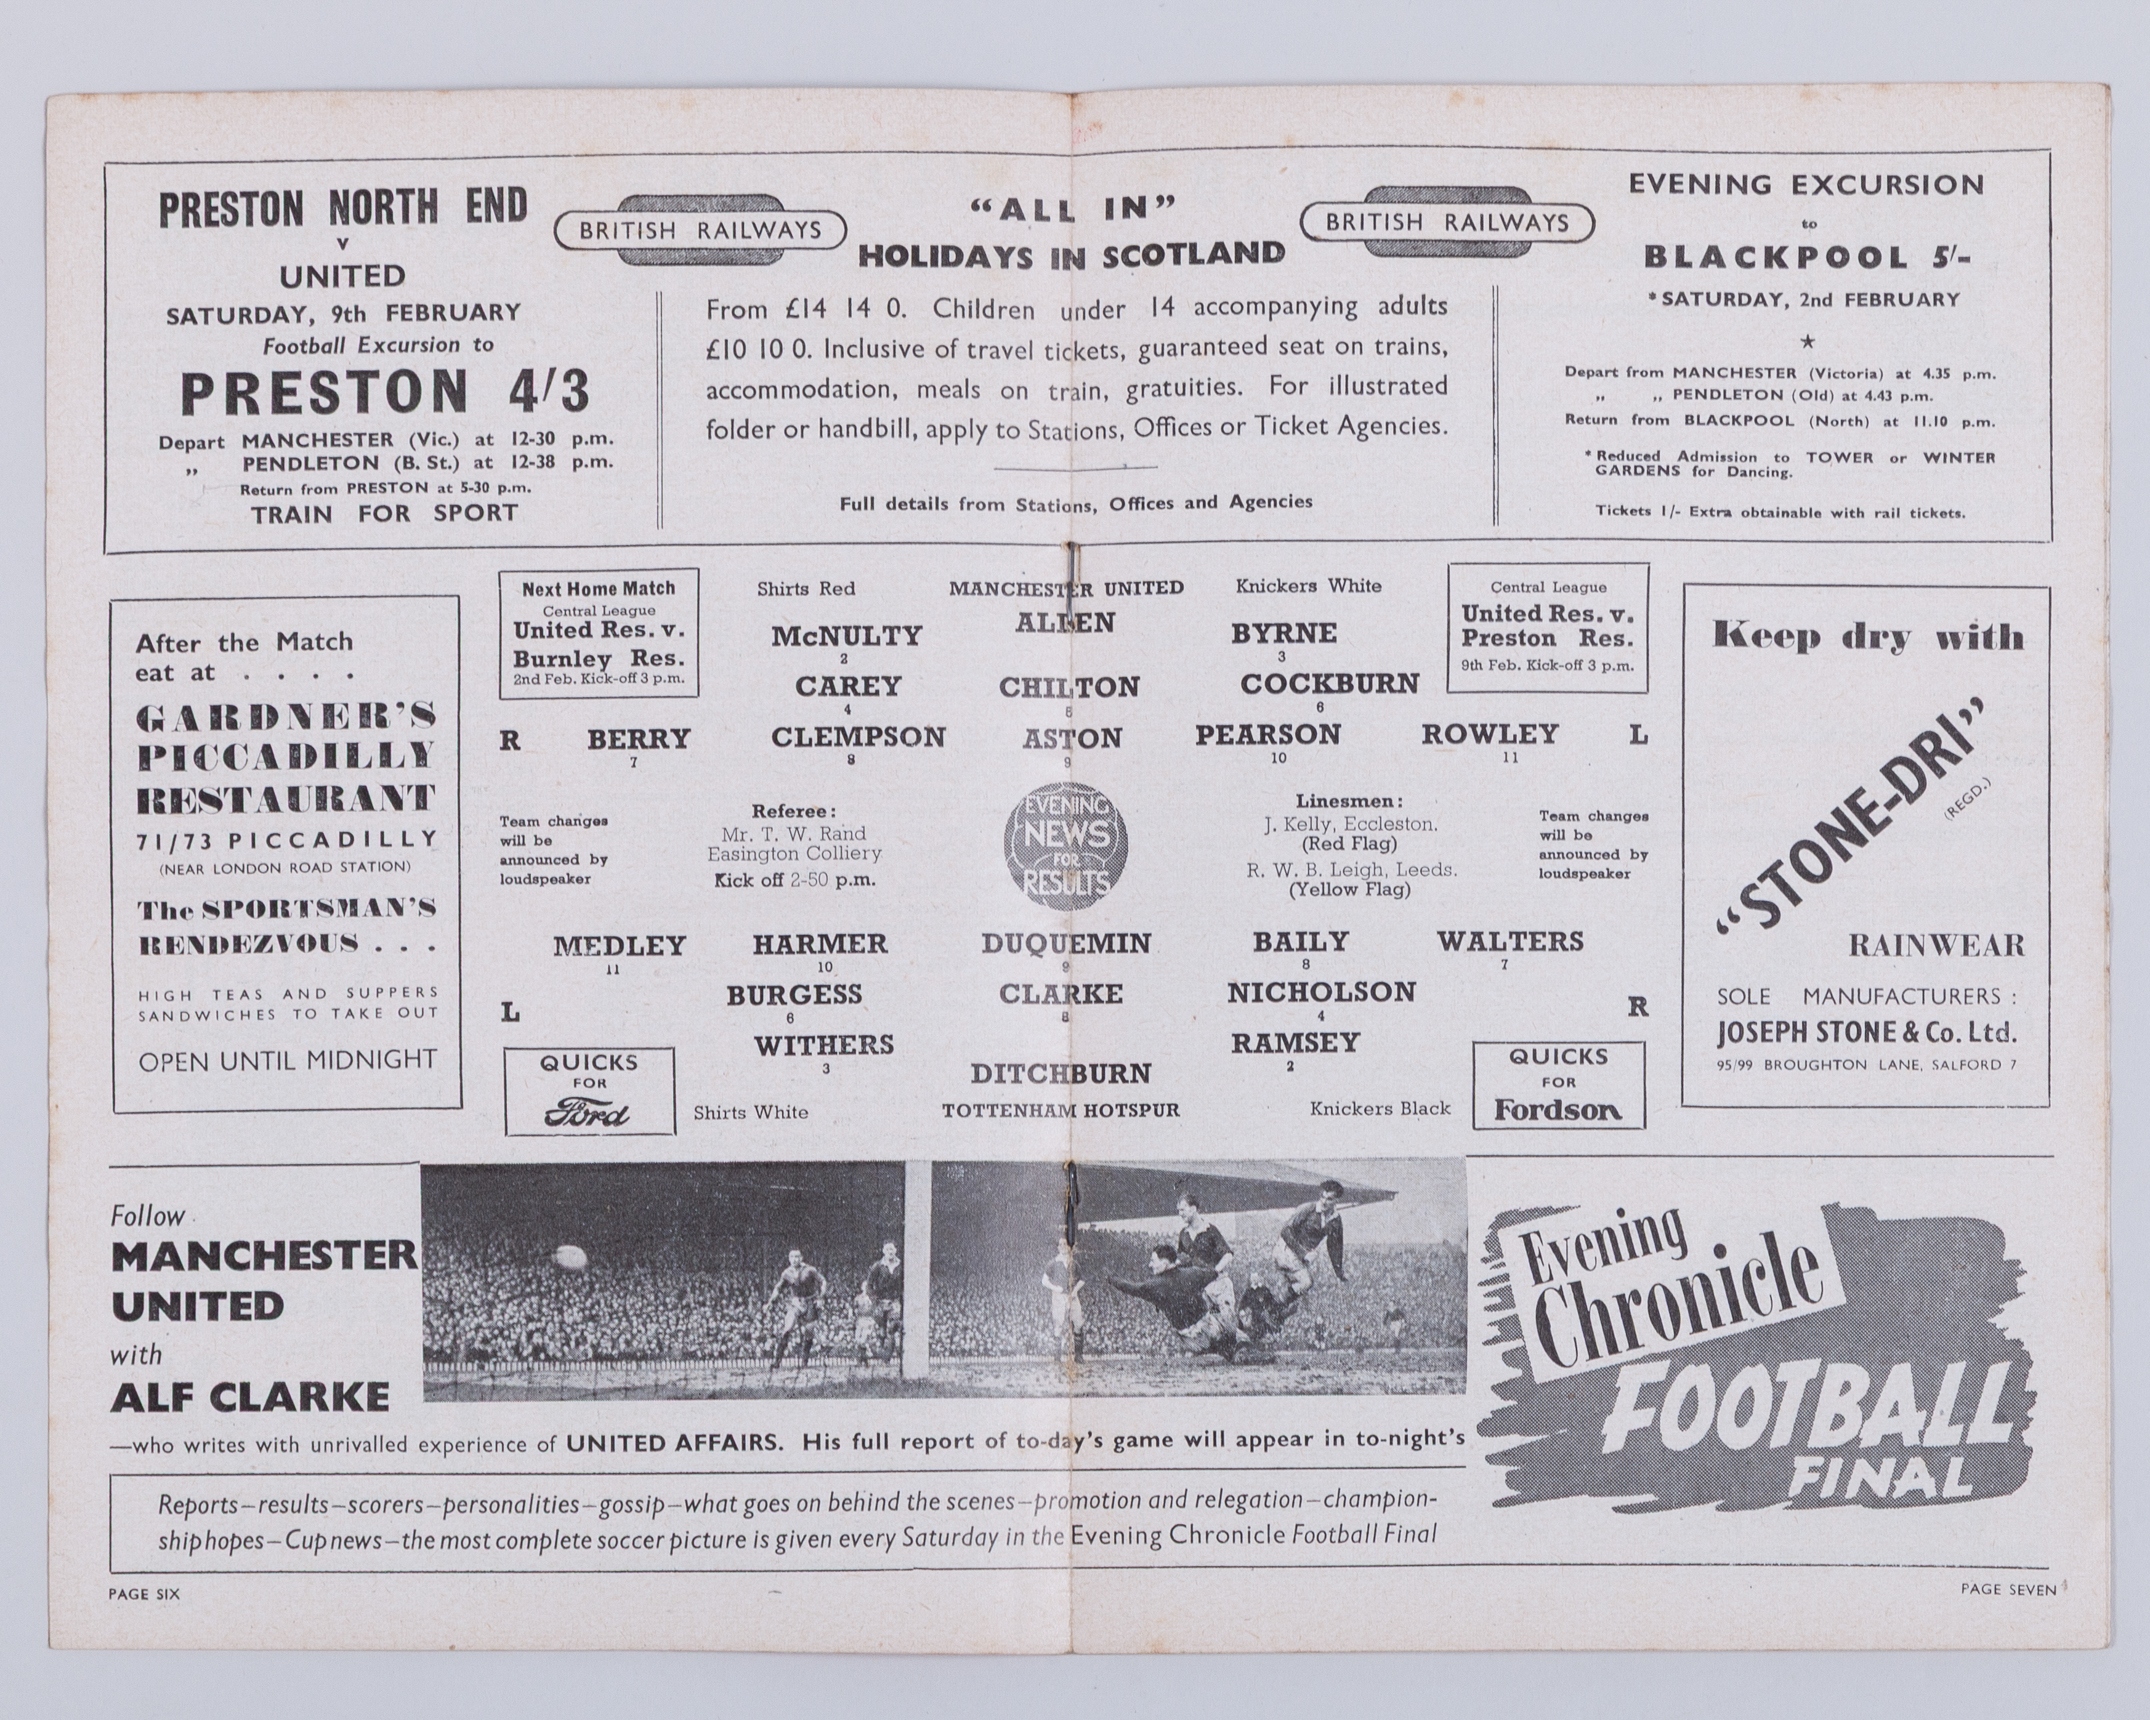 PRESTON NORTH END
v
UNITED
SATURDAY, 9th FEBRUARY
Football Excursion to
PRESTON 4/3
Depart MANCHESTER (Vic.) at 12-30 p.m.
,, PENDLETON (B. St.) at 12-38 p.m.
Return from PRESTON at 5-30 p.m.
TRAIN FOR SPORT
BRITISH RAILWAYS
"ALL IN"
HOLIDAYS IN SCOTLAND
BRITISH RAILWAYS
From £14 14 0. Children under 14 accompanying adults
£10 10 0. Inclusive of travel tickets, guaranteed seat on trains,
accommodation, meals on train, gratuities. For illustrated
folder or handbill, apply to Stations, Offices or Ticket Agencies.
Full details from Stations, Offices and Agencies
EVENING EXCURSION
to
BLACKPOOL 5/-
*SATURDAY, 2nd FEBRUARY
Depart from MANCHESTER (Victoria) at 4.35 p.m.
,, ,, PENDLETON (Old) at 4.43 p.m.
Return from BLACKPOOL (North) at 11.10 p.m.
* Reduced Admission to TOWER or WINTER
GARDENS for Dancing.
Tickets 1/- Extra obtainable with rail tickets.
After the Match
eat at . . . .
GARDNER'S
PICCADILLY
RESTAURANT
71/73 PICCADILLY
(NEAR LONDON ROAD STATION)
The SPORTSMAN'S
RENDEZVOUS . . .
HIGH TEAS AND SUPPERS
SANDWICHES TO TAKE OUT
OPEN UNTIL MIDNIGHT
Next Home Match
Central League
United Res. v.
Burnley Res.
2nd Feb. Kick-off 3 p.m.
Shirts Red MANCHESTER UNITED Knickers White
ALLEN
McNULTY BYRNE
2 3
CAREY CHILTON COCKBURN
4 5 6
R BERRY CLEMPSON ASTON PEARSON ROWLEY L
7 8 9 10 11
Central League
United Res. v.
Preston Res.
9th Feb. Kick-off 3 p.m.
Team changes
will be
announced by
loudspeaker
Referee:
Mr. T. W. Rand
Easington Colliery
Kick off 2-50 p.m.
EVENING
NEWS
FOR
RESULTS
Linesmen:
J. Kelly, Eccleston.
(Red Flag)
R. W. B. Leigh, Leeds.
(Yellow Flag)
Team changes
will be
announced by
loudspeaker
MEDLEY HARMER DUQUEMIN BAILY WALTERS
11 10 9 8 7
L BURGESS CLARKE NICHOLSON R
6 5 4
WITHERS RAMSEY
3 2
DITCHBURN
Shirts White TOTTENHAM HOTSPUR Knickers Black
QUICKS
FOR
Ford
QUICKS
FOR
Fordson
Keep dry with
"STONE-DRI"
(REGD.)
RAINWEAR
SOLE MANUFACTURERS :
JOSEPH STONE & Co. Ltd.
95/99 BROUGHTON LANE, SALFORD 7
Follow
MANCHESTER
UNITED
with
ALF CLARKE
—who writes with unrivalled experience of UNITED AFFAIRS. His full report of to-day's game will appear in to-night's
Evening
Chronicle
FOOTBALL
FINAL
Reports—results—scorers—personalities—gossip—what goes on behind the scenes—promotion and relegation—champion-
ship hopes—Cup news—the most complete soccer picture is given every Saturday in the Evening Chronicle Football Final
PAGE SIX
PAGE SEVEN